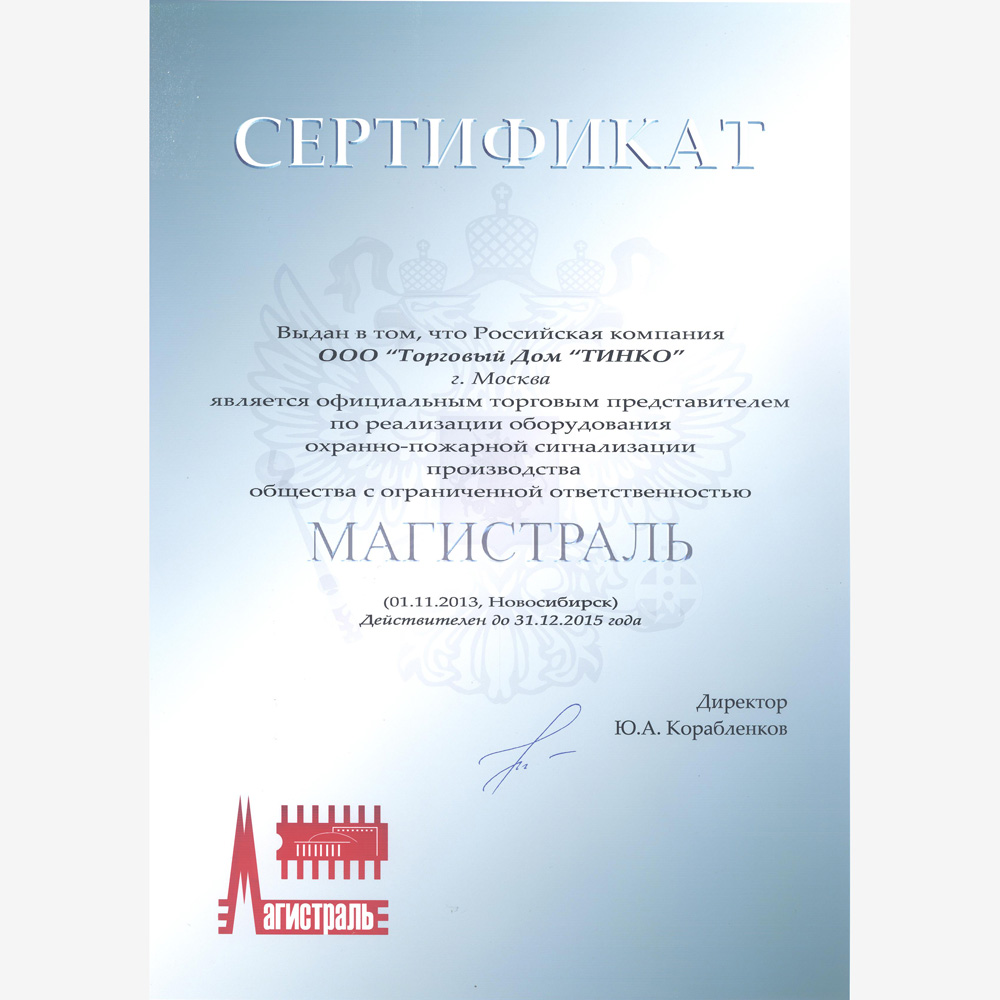 СЕРТИФИКАТ
Выдан в том, что Российская компания
ООО “Торговый Дом “ТИНКО”
г. Москва
является официальным торговым представителем
по реализации оборудования
охранно-пожарной сигнализации
производства
общества с ограниченной ответственностью
МАГИСТРАЛЬ
(01.11.2013, Новосибирск)
Действителен до 31.12.2015 года
Директор
Ю.А. Корабленков
Магистраль